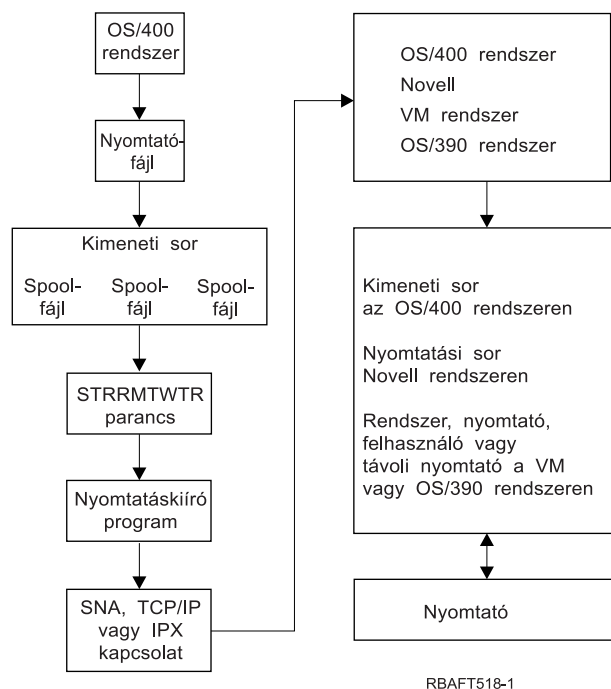 OS/400
rendszer
Nyomtató-
fájl
Kimeneti sor
Spool-
fájl
Spool-
fájl
Spool-
fájl
STRRMTWTR
parancs
Nyomtatáskiíró
program
SNA, TCP/IP
vagy IPX
kapcsolat
OS/400 rendszer
Novell
VM rendszer
OS/390 rendszer
Kimeneti sor
az OS/400 rendszeren
Nyomtatási sor
Novell rendszeren
Rendszer, nyomtató,
felhasználó vagy
távoli nyomtató a VM
vagy OS/390 rendszeren
Nyomtató
RBAFT518-1